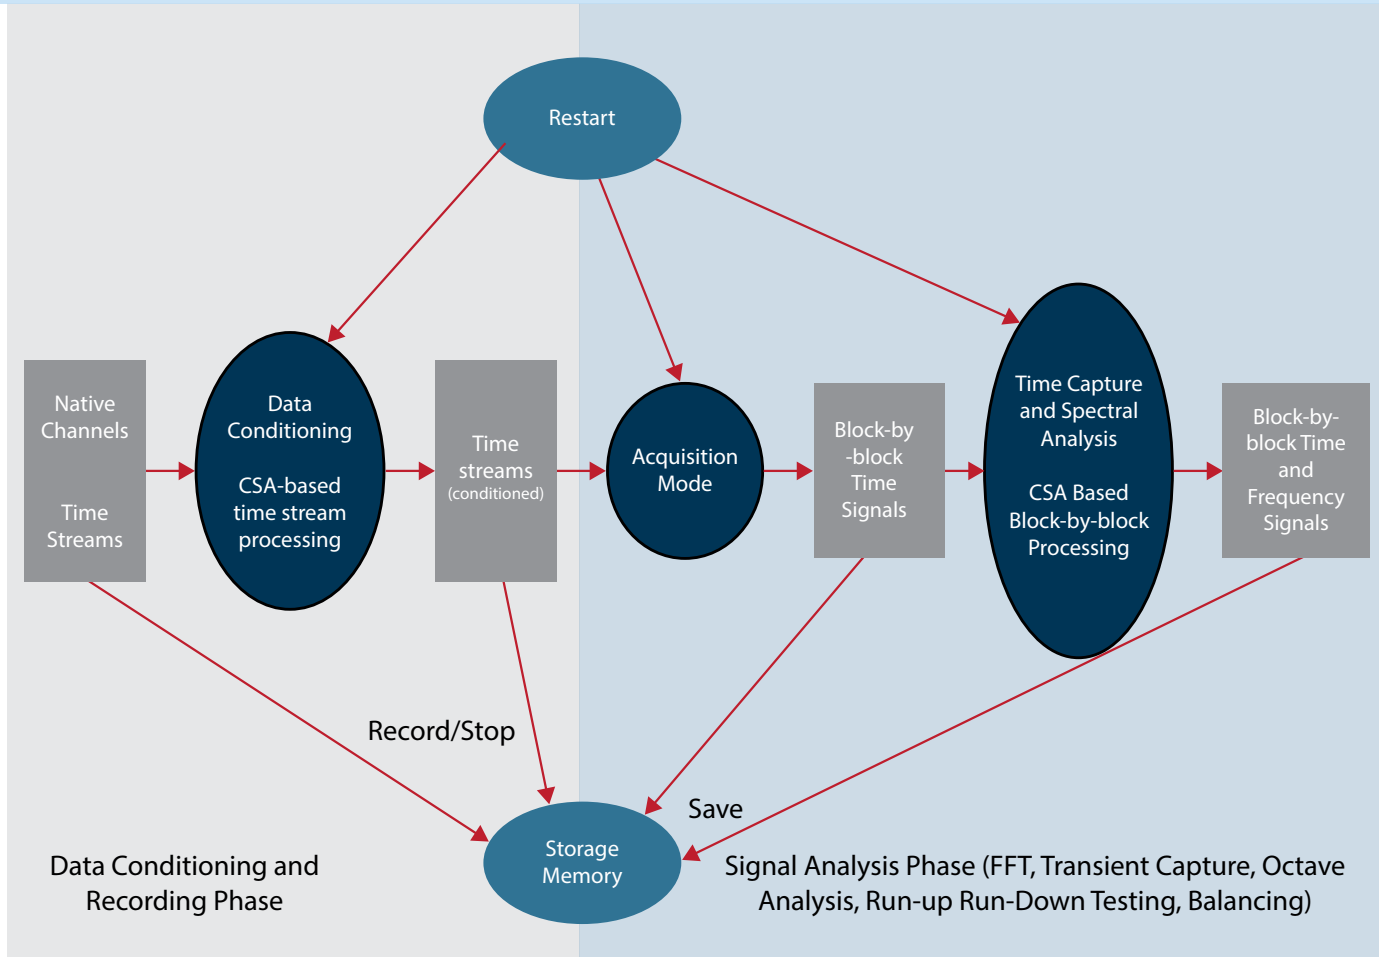 Restart
Native
Channels
Time
Streams
Data
Conditioning
CSA-based
time stream
processing
Time
streams
(conditioned)
Acquisition
Mode
Block-by
-block
Time
Signals
Time Capture
and Spectral
Analysis
CSA Based
Block-by-block
Processing
Block-by-
block Time
and
Frequency
Signals
Record/Stop
Save
Storage
Memory
Data Conditioning and
Recording Phase
Signal Analysis Phase (FFT, Transient Capture, Octave
Analysis, Run-up Run-Down Testing, Balancing)